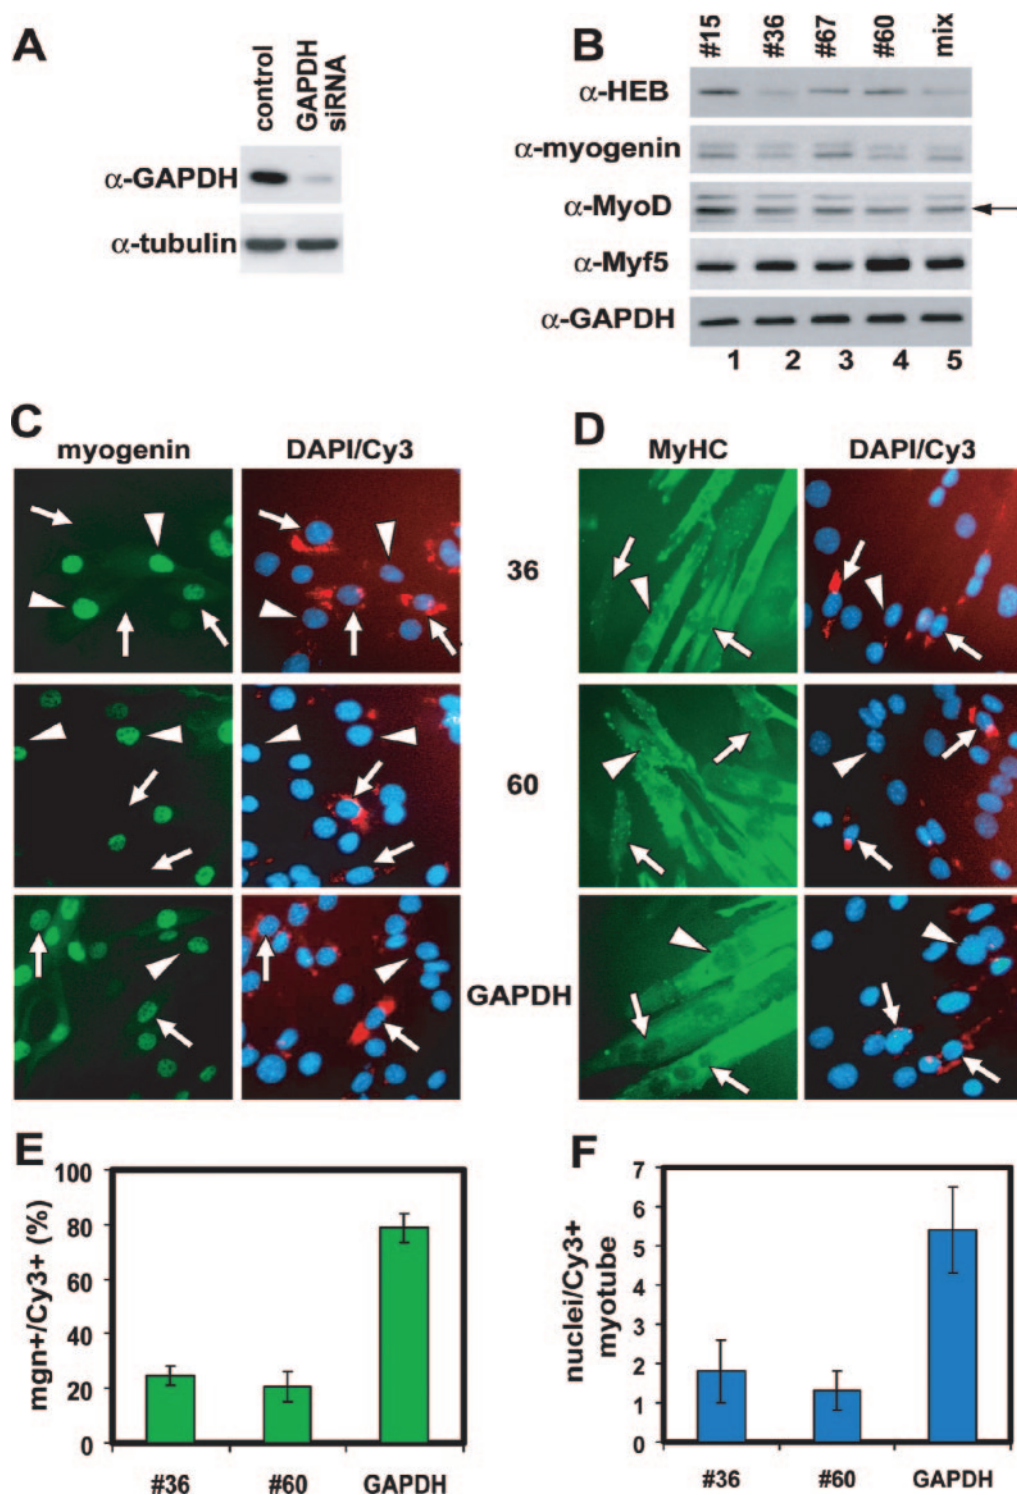 A
control
GAPDH
siRNA
α-GAPDH
α-tubulin
B
#15
#36
#67
#60
mix
α-HEB
α-myogenin
α-MyoD
α-Myf5
α-GAPDH
1 2 3 4 5
C
myogenin DAPI/Cy3
D
MyHC DAPI/Cy3
36
60
GAPDH
E
mgn+/Cy3+ (%)
100
80
60
40
20
0
#36 #60 GAPDH
F
nuclei/Cy3+
myotube
7
6
5
4
3
2
1
0
#36 #60 GAPDH